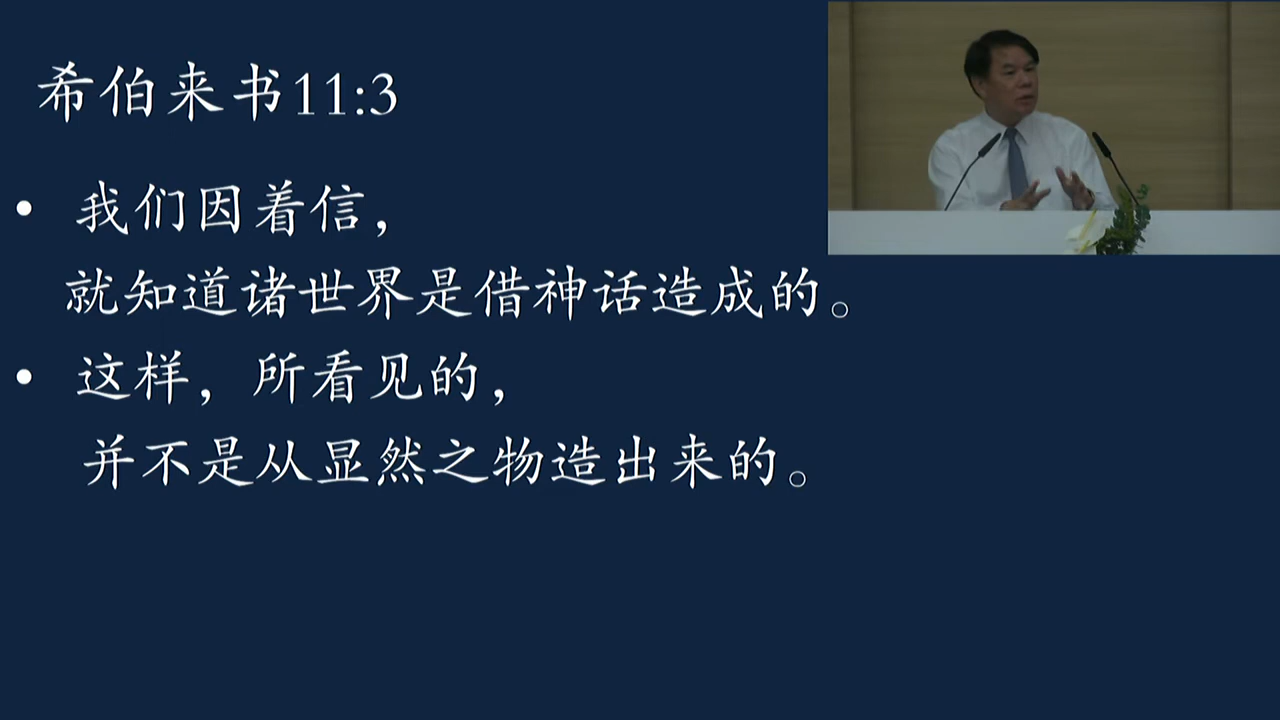 希伯来书11:3
• 我们因着信，
就知道诸世界是借神话造成的。
• 这样，所看见的，
并不是从显然之物造出来的。